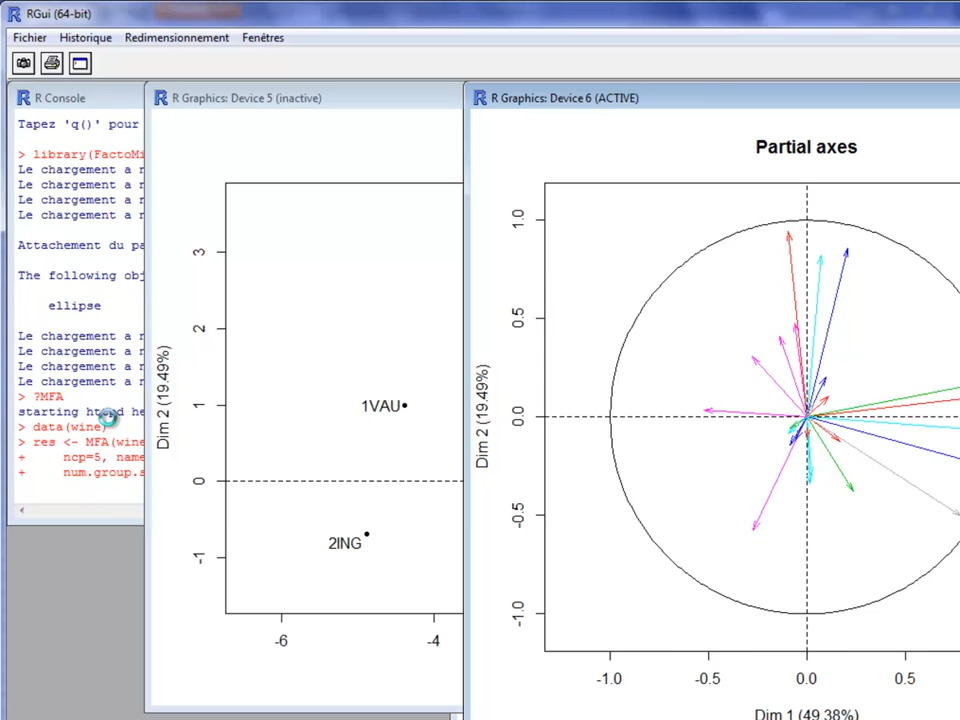 RGui (64-bit)
Fichier Historique Redimensionnement Fenêtres
R Console
Tapez 'q()' pour
> library(FactoMi
Le chargement a n
Le chargement a n
Le chargement a n
Le chargement a n
Attachement du pa
The following obj
ellipse
Le chargement a n
Le chargement a n
Le chargement a n
Le chargement a n
> ?MFA
starting httpd he
> data(wine)
> res <- MFA(wine
+ ncp=5, name
+ num.group.s
R Graphics: Device 5 (inactive)
Dim 2 (19.49%)
3
2
1
0
-1
1VAU
2ING
-6 -4
R Graphics: Device 6 (ACTIVE)
Partial axes
Dim 2 (19.49%)
1.0
0.5
0.0
-0.5
-1.0
-1.0 -0.5 0.0 0.5
Dim 1 (49.38%)